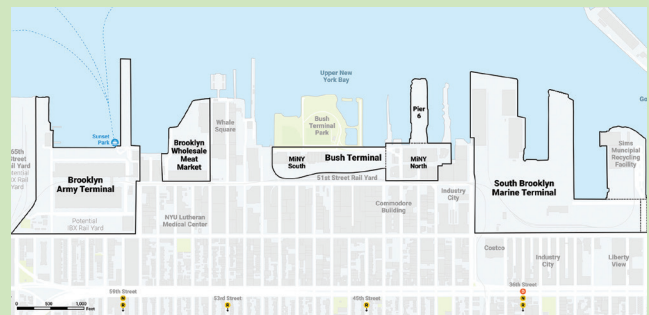 Upper New
York Bay
Sunset
Park
Brooklyn
Wholesale
Meat
Market
Whale
Square
Bush
Terminal
Park
Pier
6
Sims
Municipal
Recycling
Facility
65th
Street
Rail Yard
Brooklyn
Army Terminal
MiNY
South
Bush Terminal
MiNY
North
51st Street Rail Yard
South Brooklyn
Marine Terminal
Potential
IBX Rail Yard
NYU Lutheran
Medical Center
Commodore
Building
Industry
City
Costco
Industry
City
Liberty
View
59th Street
53rd Street
45th Street
36th Street
0
500
1,000
Feet